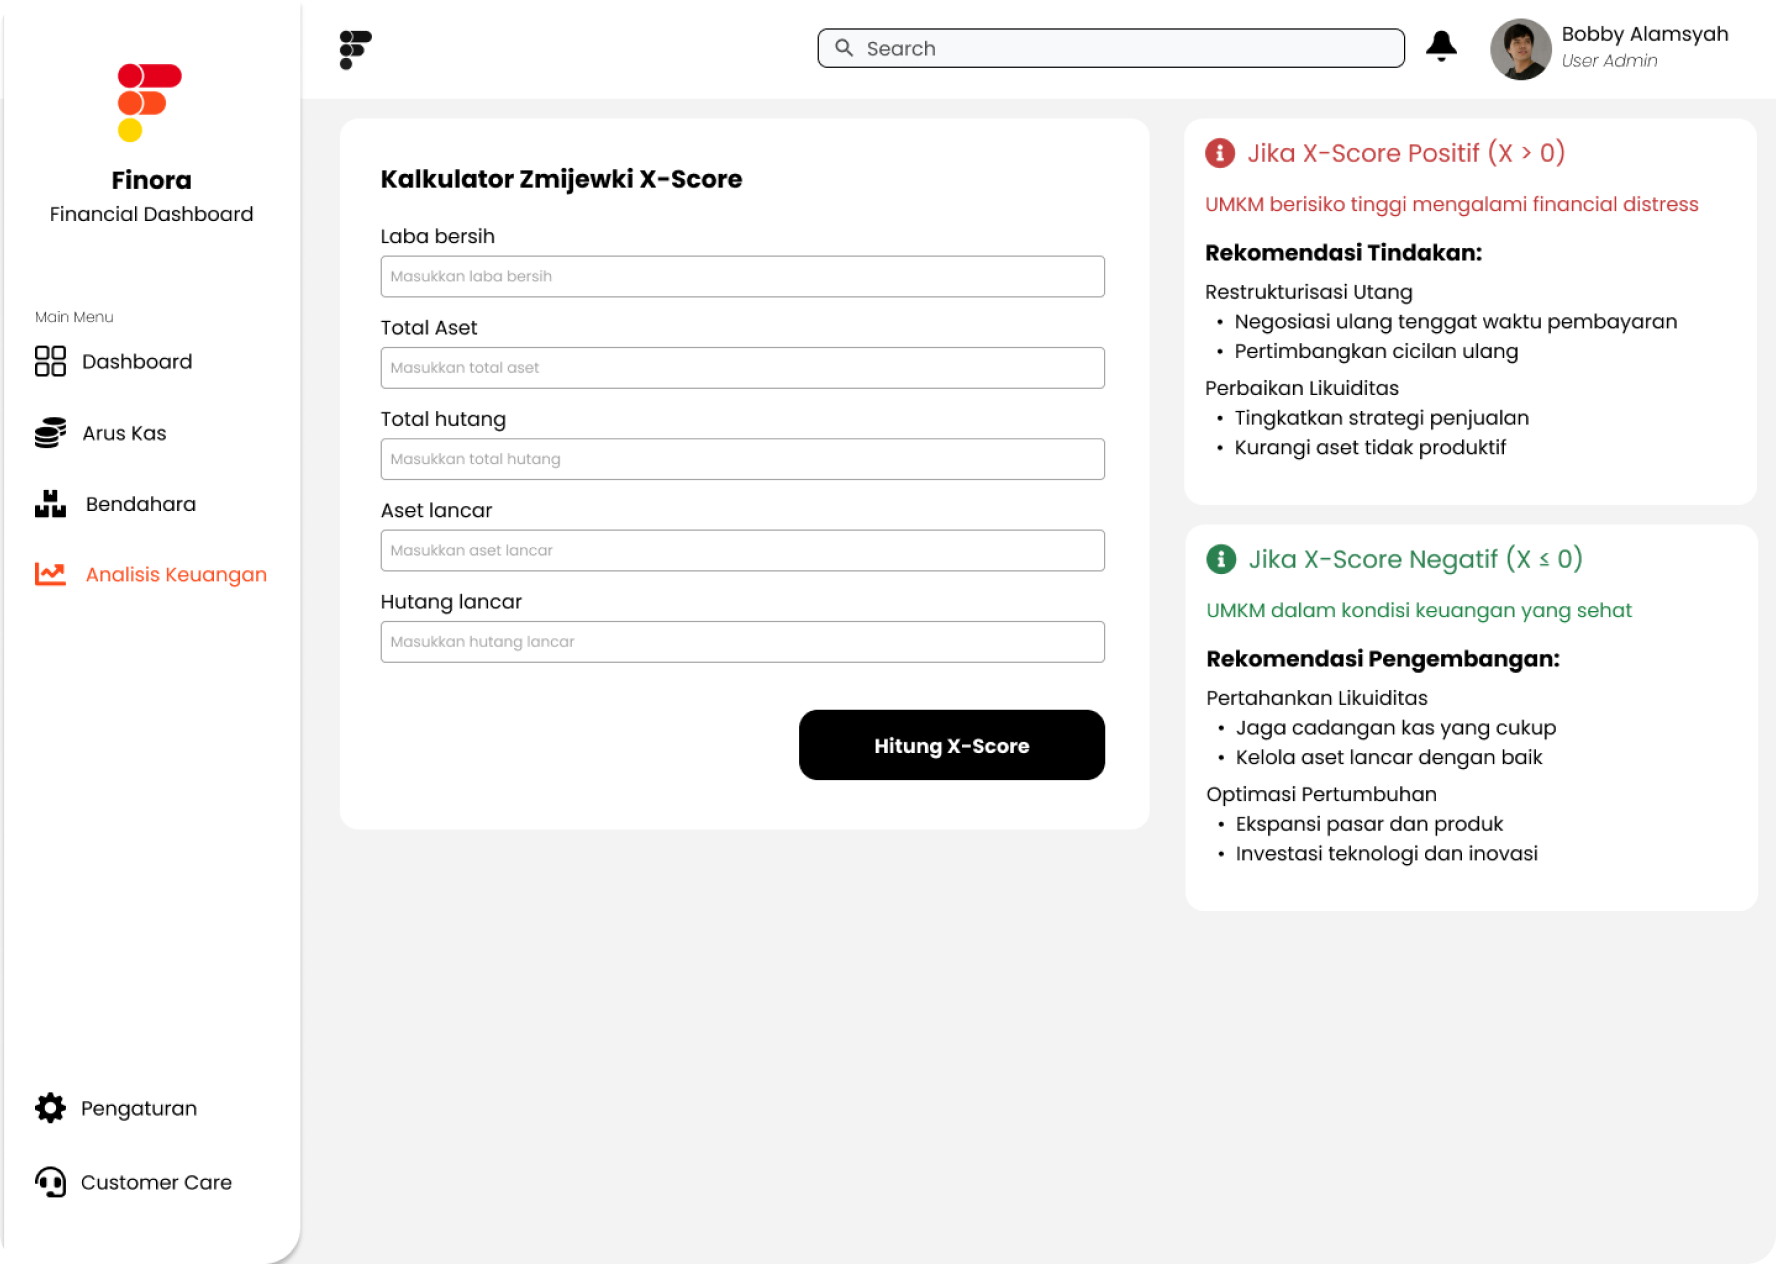 Finora
Financial Dashboard
Main Menu
Dashboard
Arus Kas
Bendahara
Analisis Keuangan
Pengaturan
Customer Care
Search
Bobby Alamsyah
User Admin
Kalkulator Zmijewki X-Score
Laba bersih
Masukkan laba bersih
Total Aset
Masukkan total aset
Total hutang
Masukkan total hutang
Aset lancar
Masukkan aset lancar
Hutang lancar
Masukkan hutang lancar
Hitung X-Score
Jika X-Score Positif (X > 0)
UMKM berisiko tinggi mengalami financial distress
Rekomendasi Tindakan:
Restrukturisasi Utang
• Negosiasi ulang tenggat waktu pembayaran
• Pertimbangkan cicilan ulang
Perbaikan Likuiditas
• Tingkatkan strategi penjualan
• Kurangi aset tidak produktif
Jika X-Score Negatif (X ≤ 0)
UMKM dalam kondisi keuangan yang sehat
Rekomendasi Pengembangan:
Pertahankan Likuiditas
• Jaga cadangan kas yang cukup
• Kelola aset lancar dengan baik
Optimasi Pertumbuhan
• Ekspansi pasar dan produk
• Investasi teknologi dan inovasi